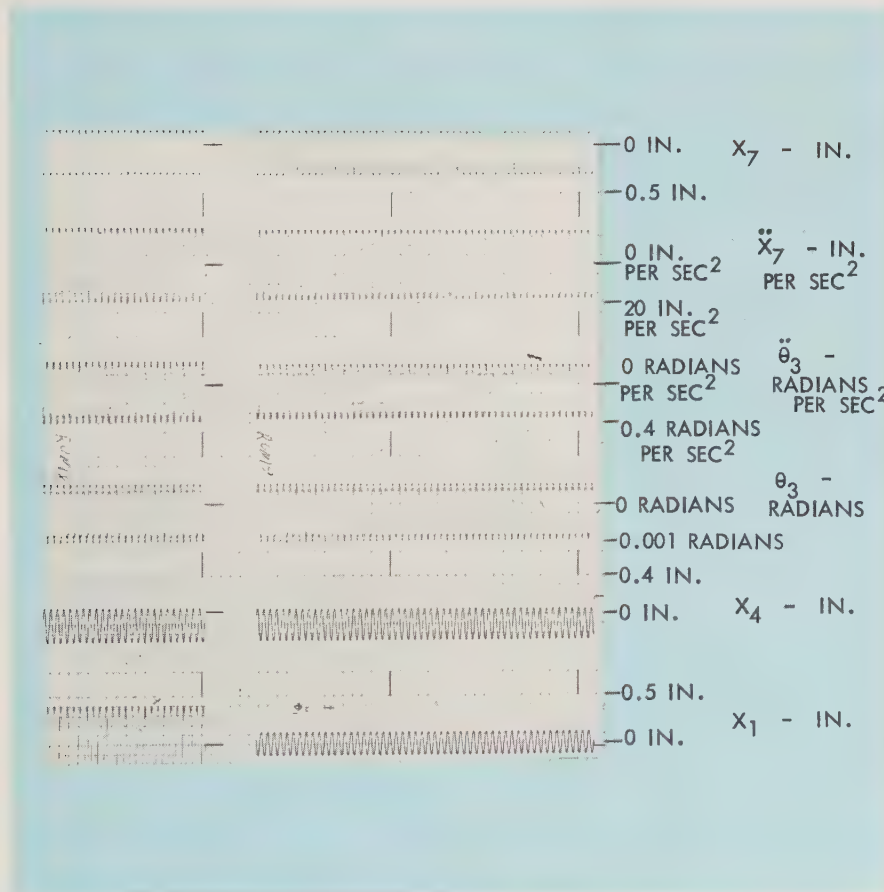 0 IN. X7 - IN.
0.5 IN.
0 IN. PER SEC2 Ẍ7 - IN. PER SEC2
20 IN. PER SEC2
0 RADIANS PER SEC2 θ̈3 - RADIANS PER SEC2
0.4 RADIANS PER SEC2
0 RADIANS θ3 - RADIANS
0.001 RADIANS
0.4 IN.
0 IN. X4 - IN.
0.5 IN.
0 IN. X1 - IN.